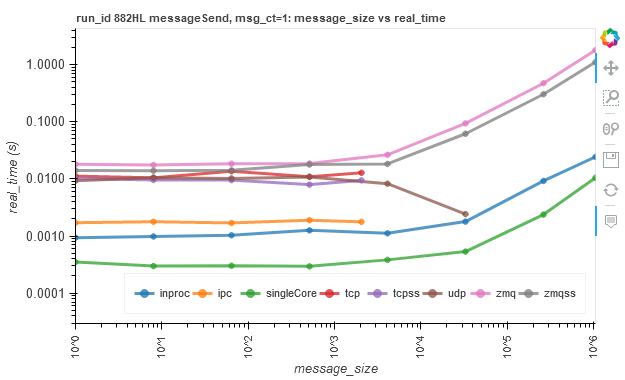 run_id 882HL messageSend, msg_ct=1: message_size vs real_time
real_time (s)
1.0000
0.1000
0.0100
0.0010
0.0001
inproc ipc singleCore tcp tcpss udp zmq zmqss
10^0 10^1 10^2 10^3 10^4 10^5 10^6
message_size